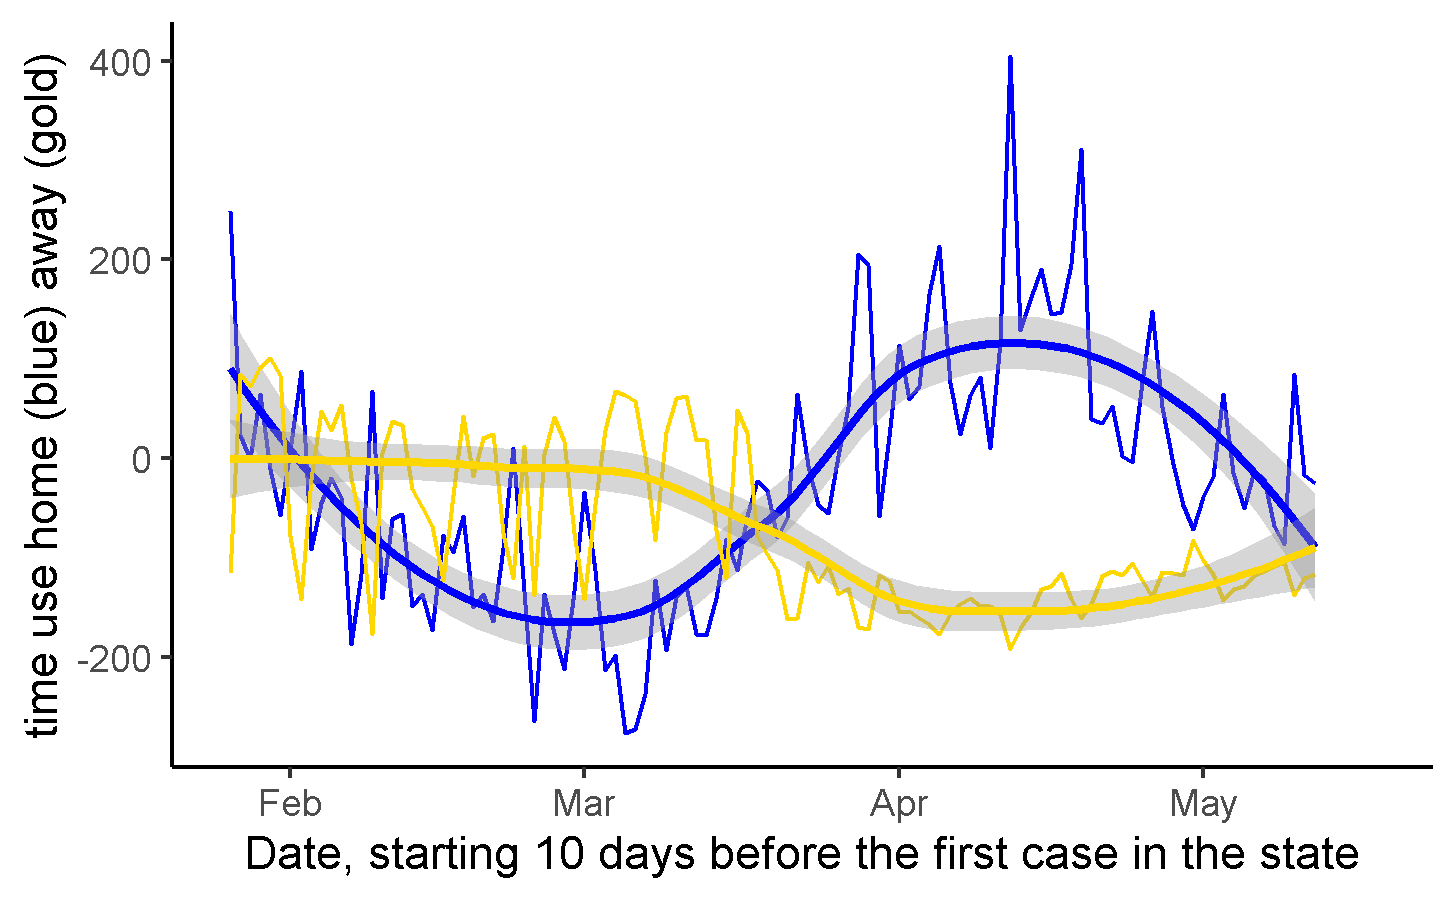 time use home (blue) away (gold)
400
200
0
-200
Feb Mar Apr May
Date, starting 10 days before the first case in the state